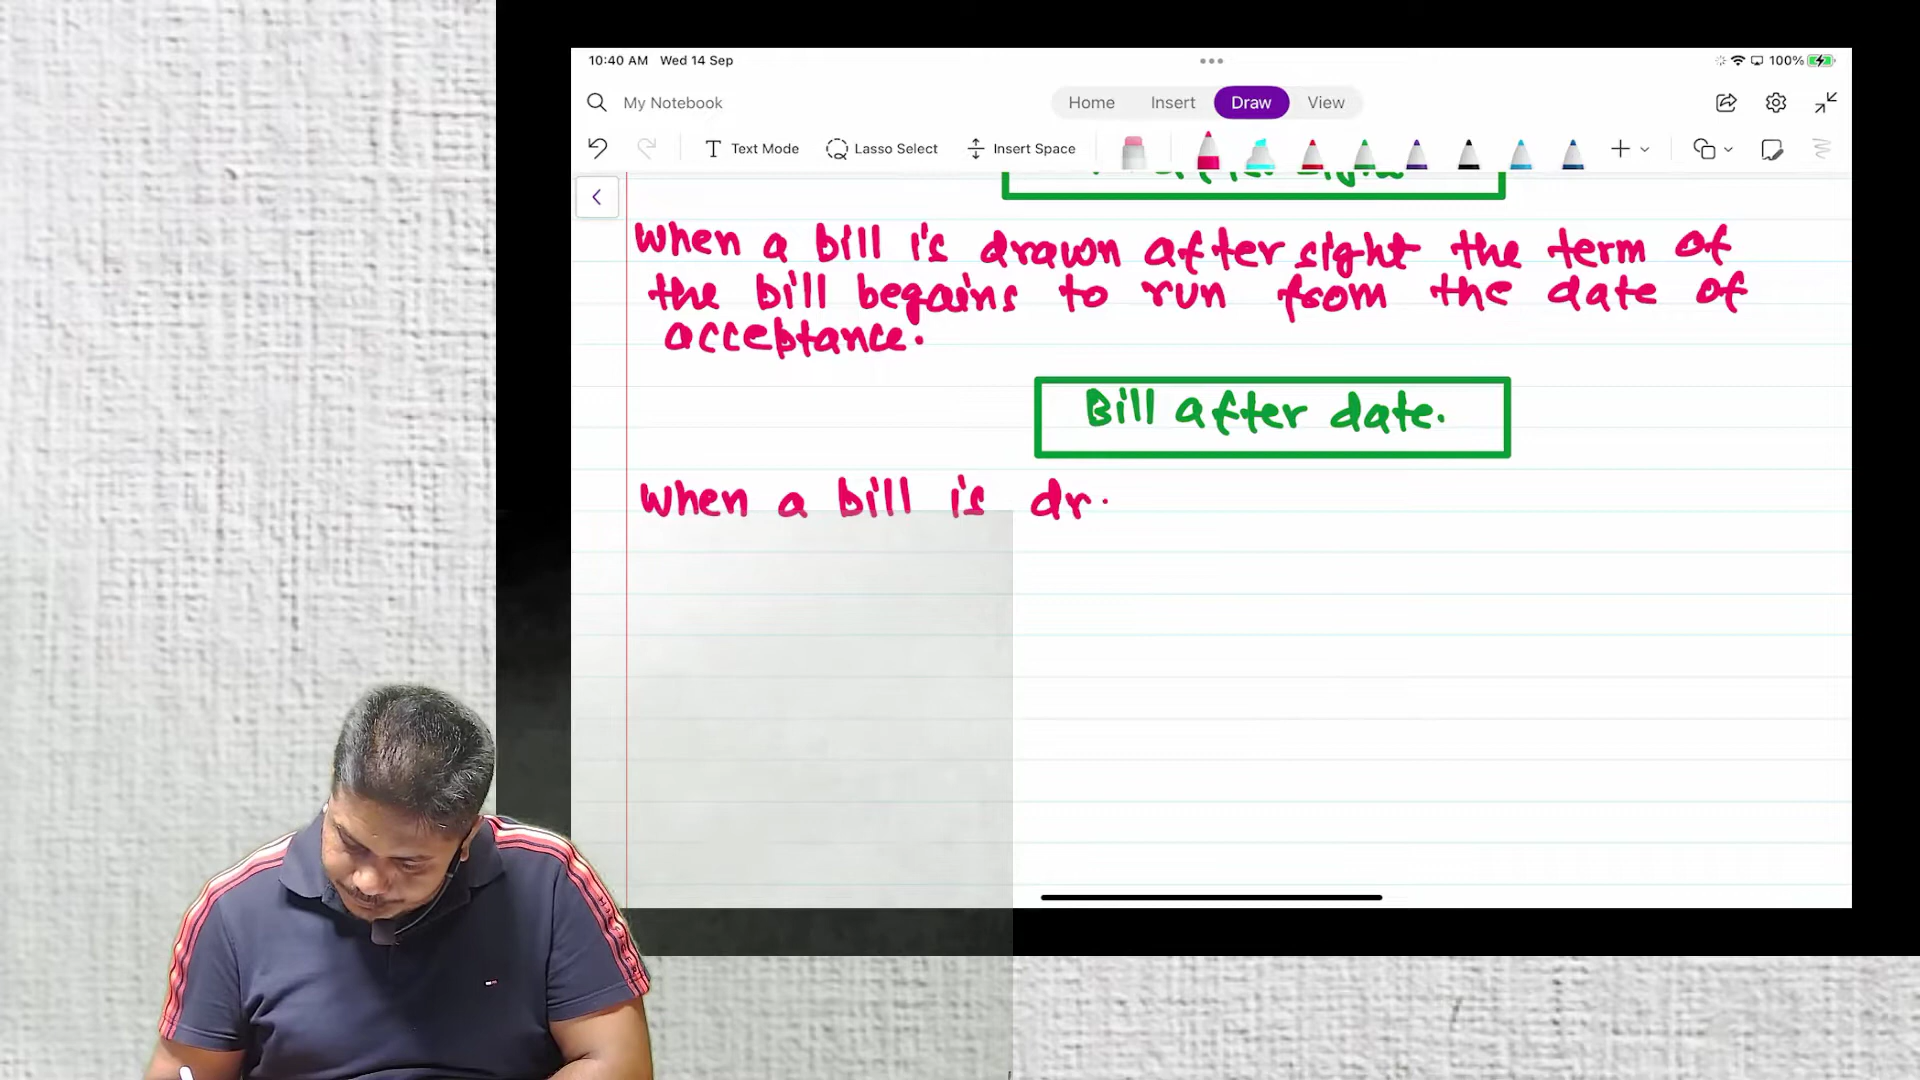 10:40 AM Wed 14 Sep
100%
My Notebook
Home Insert Draw View
Text Mode Lasso Select Insert Space
after sight
When a bill is drawn after sight the term of
the bill begains to run from the date of
acceptance.
Bill after date.
When a bill is dr.